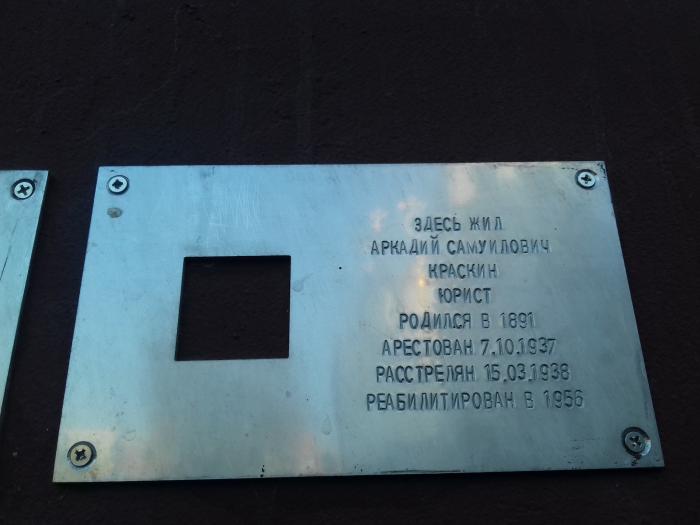 ЗДЕСЬ ЖИЛ
АРКАДИЙ САМУИЛОВИЧ
КРАСКИН
ЮРИСТ
РОДИЛСЯ В 1891
АРЕСТОВАН 7.10.1937
РАССТРЕЛЯН 15.03.1938
РЕАБИЛИТИРОВАН В 1956